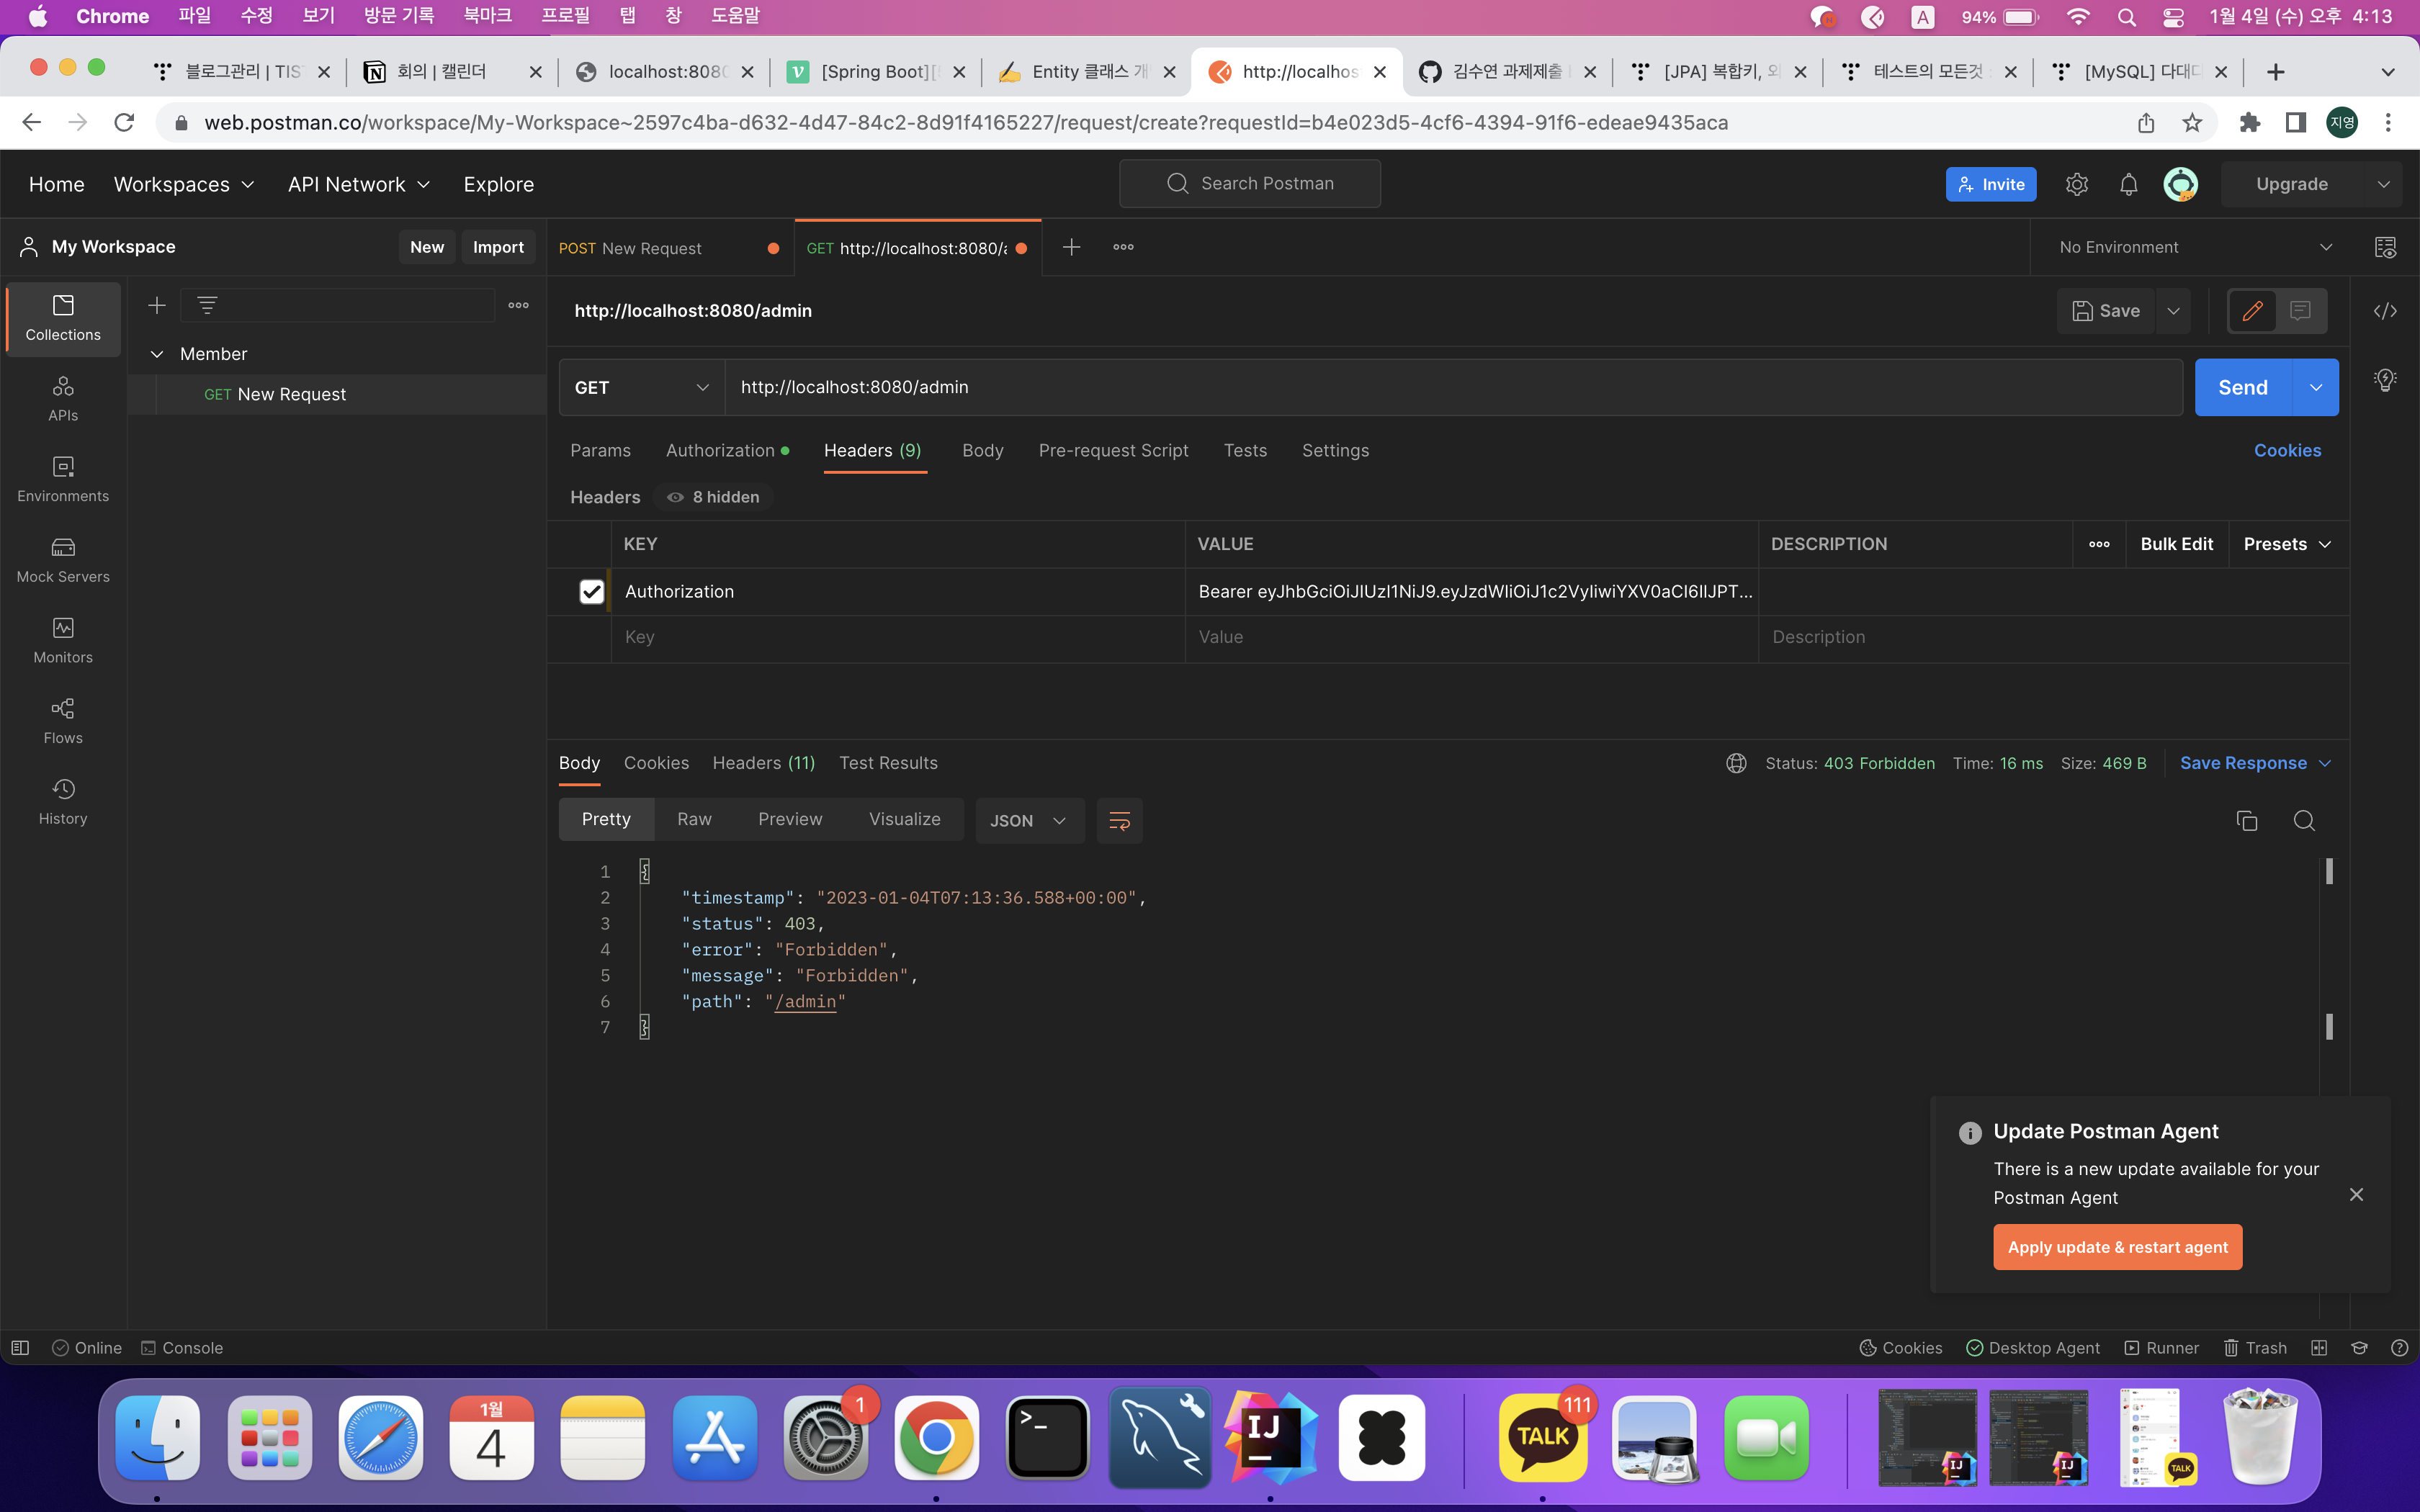 Chrome 파일 수정 보기 방문 기록 북마크 프로필 탭 창 도움말 A 94% 1월 4일 (수) 오후 4:13
블로그관리 | TIS 회의 | 캘린더 localhost:808 [Spring Boot][ Entity 클래스 개 http://localhos 김수연 과제제출 [JPA] 복합키, 외 테스트의 모든것 [MySQL] 다대다
web.postman.co/workspace/My-Workspace~2597c4ba-d632-4d47-84c2-8d91f4165227/request/create?requestId=b4e023d5-4cf6-4394-91f6-edeae9435aca 지영
Home Workspaces API Network Explore Search Postman Invite Upgrade
My Workspace New Import POST New Request GET http://localhost:8080/a No Environment
Collections
APIs
Environments
Mock Servers
Monitors
Flows
History
Member
GET New Request
http://localhost:8080/admin Save
GET http://localhost:8080/admin Send
Params Authorization Headers (9) Body Pre-request Script Tests Settings Cookies
Headers 8 hidden
KEY VALUE DESCRIPTION Bulk Edit Presets
Authorization Bearer eyJhbGciOiJIUzI1NiJ9.eyJzdWIiOiJ1c2VyIiwiYXV0aCI6IlJPT...
Key Value Description
Body Cookies Headers (11) Test Results Status: 403 Forbidden Time: 16 ms Size: 469 B Save Response
Pretty Raw Preview Visualize JSON
1 {
2 "timestamp": "2023-01-04T07:13:36.588+00:00",
3 "status": 403,
4 "error": "Forbidden",
5 "message": "Forbidden",
6 "path": "/admin"
7 }
Update Postman Agent
There is a new update available for your
Postman Agent
Apply update & restart agent
Online Console Cookies Desktop Agent Runner Trash
1월
4
1
IJ
TALK
111
IJ
IJ
TALK